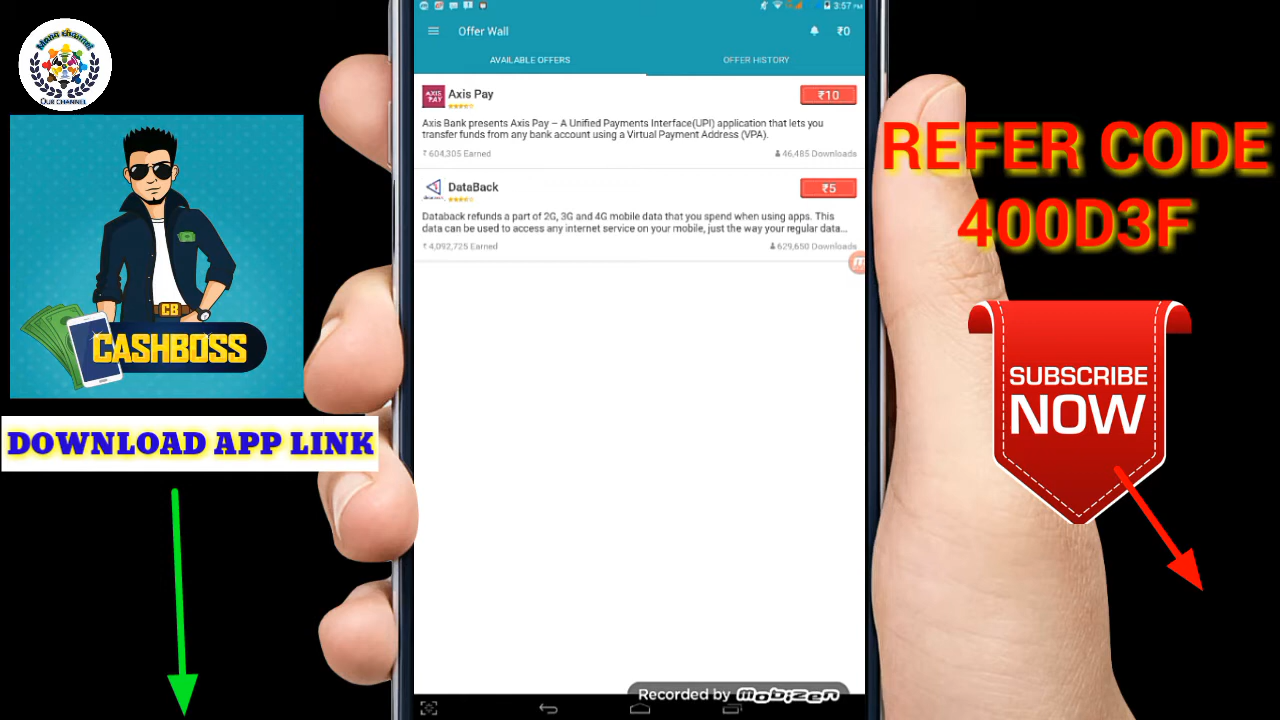 Mana channel
OUR CHANNEL
CB
CASHBOSS
DOWNLOAD APP LINK
3:57 PM
Offer Wall
₹0
AVAILABLE OFFERS
OFFER HISTORY
AXIS PAY
Axis Pay
₹10
Axis Bank presents Axis Pay – A Unified Payments Interface(UPI) application that lets you
transfer funds from any bank account using a Virtual Payment Address (VPA).
₹ 604,305 Earned
46,485 Downloads
DataBack
₹5
Databack refunds a part of 2G, 3G and 4G mobile data that you spend when using apps. This
data can be used to access any internet service on your mobile, just the way your regular data...
₹ 4,092,725 Earned
629,650 Downloads
Recorded by mobizen
REFER CODE
400D3F
SUBSCRIBE
NOW